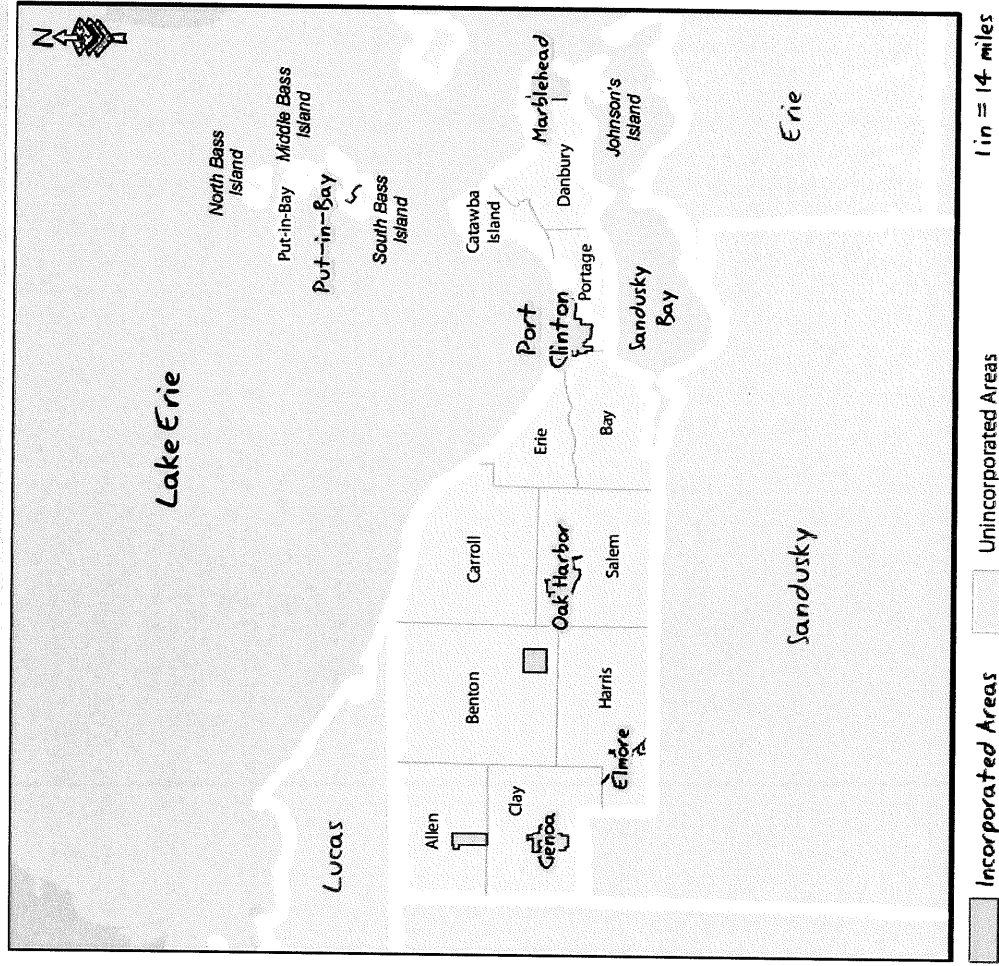 N
Lake Erie
North Bass
Island
Put-in-Bay
Middle Bass
Island
Put-in-Bay
South Bass
Island
Lucas
Catawba
Island
Marblehead
Allen
Benton
Carroll
Erie
Port
Clinton
Danbury
Johnson's
Island
Clay
Genoa
Oak Harbor
Portage
Elmore
Harris
Salem
Bay
Sandusky
Bay
Sandusky
Erie
Incorporated Areas
Unincorporated Areas
1 in = 14 miles